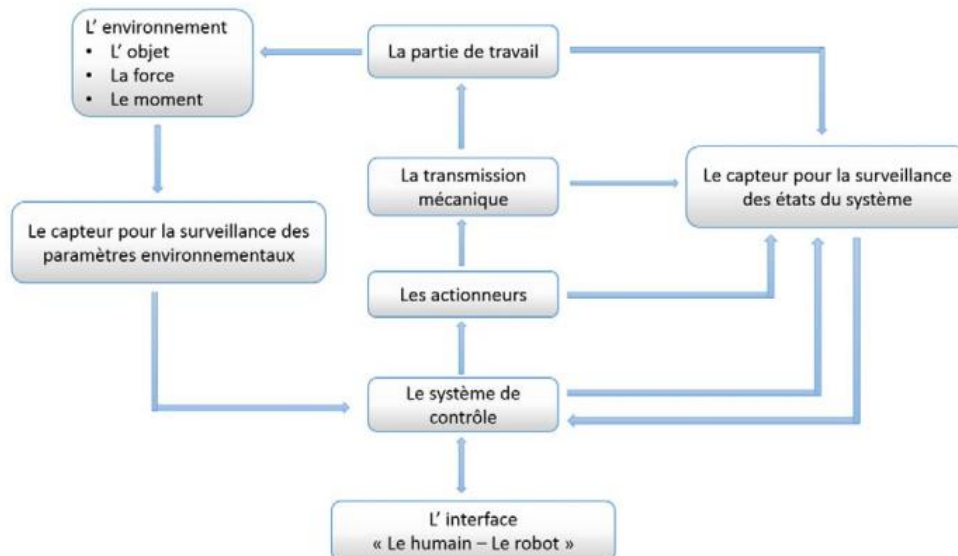 L’ environnement
• L’ objet
• La force
• Le moment
La partie de travail
La transmission
mécanique
Le capteur pour la surveillance
des états du système
Le capteur pour la surveillance des
paramètres environnementaux
Les actionneurs
Le système de
contrôle
L’ interface
« Le humain – Le robot »